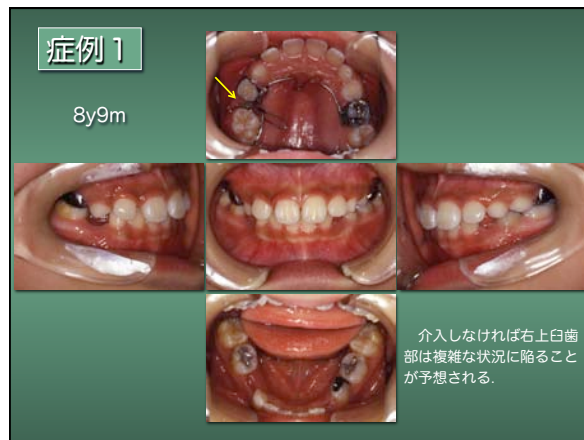 症例１
8y9m
介入しなければ右上臼歯
部は複雑な状況に陥ること
が予想される.